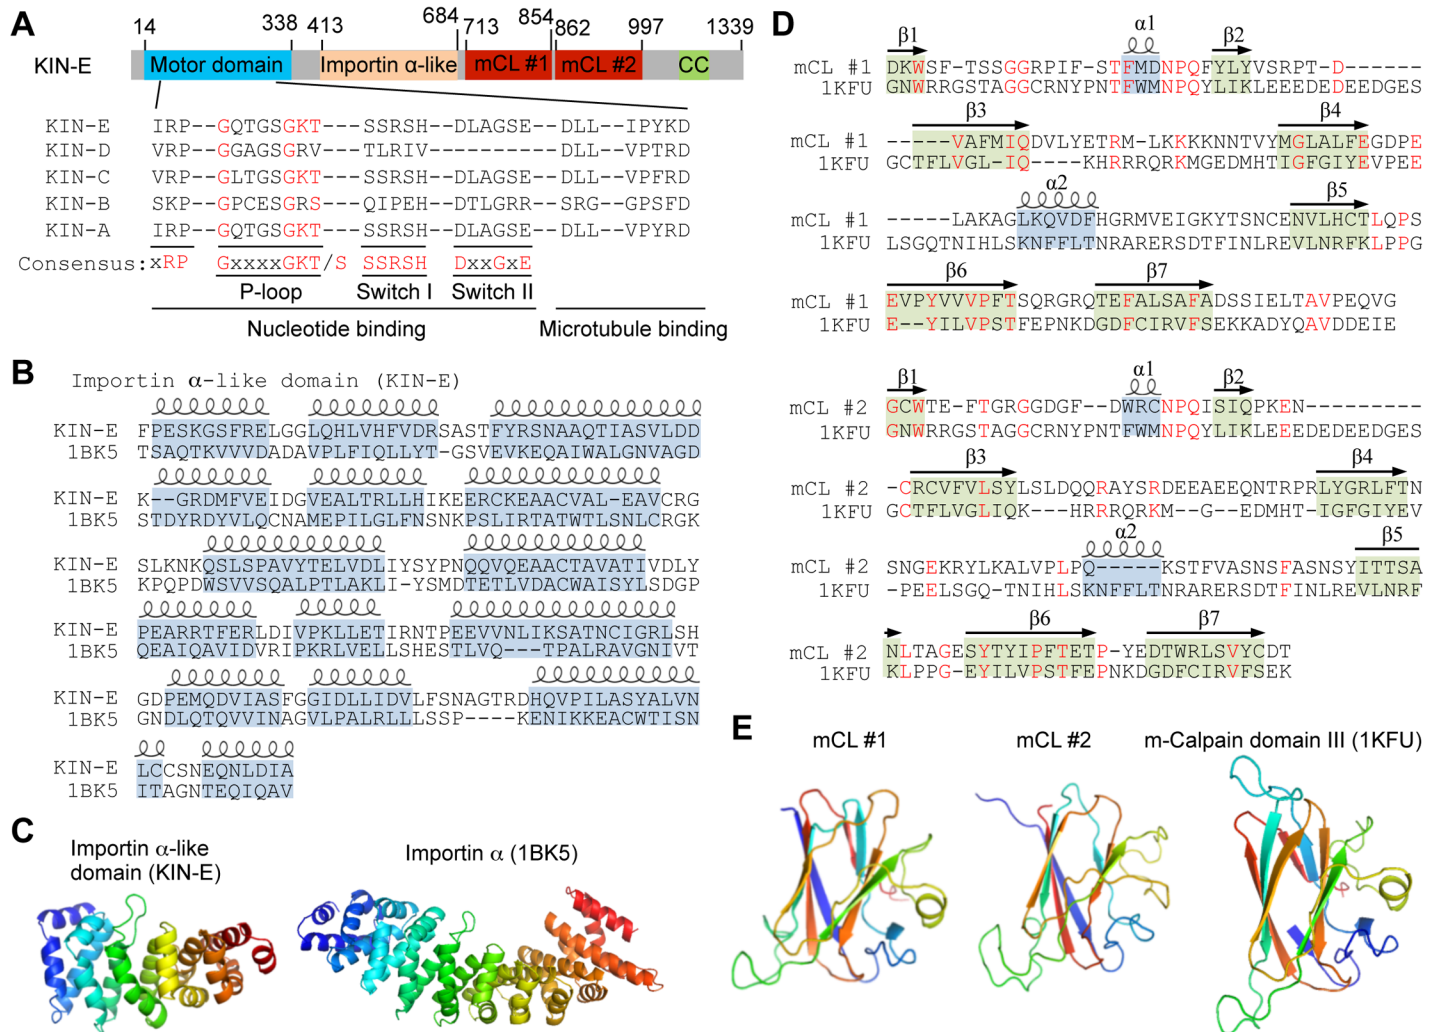 A
14 338 413 684 713 854 862 997 1339
KIN-E Motor domain Importin α-like mCL #1 mCL #2 CC
KIN-E IRP GQTGSGKT---SSRSH--DLAGSE--DLL--IPYKD
KIN-D VRP GGAGSGRV---TLRIV----------DLL--VPTRD
KIN-C VRP--GLTGSGKT---SSRSH--DLAGSE--DLL--VPFRD
KIN-B SKP--GPCESGRS---QIPEH--DTLGRR--SRG--GPSFD
KIN-A IRP--GQTGSGKT---SSRSH--DLAGSE--DLL--VPYRD
Consensus: xRP GxxxxGKT/S SSRSH DxxGxE
P-loop Switch I Switch II
Nucleotide binding Microtubule binding
B
Importin α-like domain (KIN-E)
KIN-E FPESKGSFRELGGLQHLVHFVDRSASTFYRSNAAQTIASVLDD
1BK5 TSAQTKVVVDADAVPLFIQLLYT-GSVEVKEQAIWALGNVAGD
KIN-E K--GRDMFVEIDGVEALTRLLHIKEERCKEAACVAL-EAVCRG
1BK5 STDYRDYVLQCNAMEPILGLFNSNKPSLIRTATWTLSNLCRGK
KIN-E SLKNKQSLSPAVYTELVDLIYSYPNQQVQEAACTAVATIVDLY
1BK5 KPQPDWSVVSQALPTLAKLI-YSMDTETLVDACWAISYLSDGP
KIN-E PEARRTFERLDIVPKLLETIRNTPEEVVNLIKSATNCIGRLSH
1BK5 QEAIQAVIDVRIPKRLVELLSHESTLVQ---TPALRAVGNIVT
KIN-E GDPEMQDVIASFGGIDLLIDVLFSNAGTRDHQVPILASYALVN
1BK5 GNDLQTQVVINAGVLPALRLLLSSP----KENIKKEACWTISN
KIN-E LCCSNEQNLDIA
1BK5 ITAGNTEQIQAV
C
Importin α-like domain (KIN-E)
Importin α (1BK5)
D
β1 α1 β2
mCL #1 DKWSF-TSSGGRPIF-STFMDNPQFYLYVSRPT--D------
1KFU GNWRRGSTAGGCRNYPNTFWMNPQYLIKLEEEDEDEEDGES
β3 β4
mCL #1 -----VAFMIQDVLYETRM-LKKKKNNTVYMGLALFEGDPE
1KFU GCTFLVGL-IQ----KHRRRQRKMGEDMHTIGFGIYEVPEE
α2 β5
mCL #1 -----LAKAGLKQVDFHGRMVEIGKYTSNCENVLHCTLQPS
1KFU LSGQTNIHLSKNFFLTNRARERSDTFINLREVLNRFKLPPG
β6 β7
mCL #1 EVPYVVVPFTSQRGRQTEFALSAFADSSIELTAVPEQVG
1KFU E--YILVPSTFEPNKDGDFCIRVFSEKKADYQAVDDEIE
β1 α1 β2
mCL #2 GCWTE-FTGRGGDGF--DWRCNPQISIQPKEN---------
1KFU GNWRRGSTAGGCRNYPNTFWMNPQYLIKLEEEDEDEEDGES
β3 β4
mCL #2 -CRCVFVLSYLSLDQQRAYSRDEEAEEQNTRPRLYGRLFTN
1KFU GCTFLVGLIQK---HRRRQRKM--G--EDMHT-IGFGIYEV
α2 β5
mCL #2 SNGEKRYLKALVPLPQ-----KSTFVASNSFASNSYITTSA
1KFU -PEELSGQ-TNIHLSKNFFLTNRARERSDTFINLREVLNRF
β6 β7
mCL #2 NLTAGESYTYIPFTETP-YEDTWRLSVYCDT
1KFU KLPPG-EYILVPSTFEPNKDGDFCIRVFSEK
E
mCL #1 mCL #2 m-Calpain domain III (1KFU)